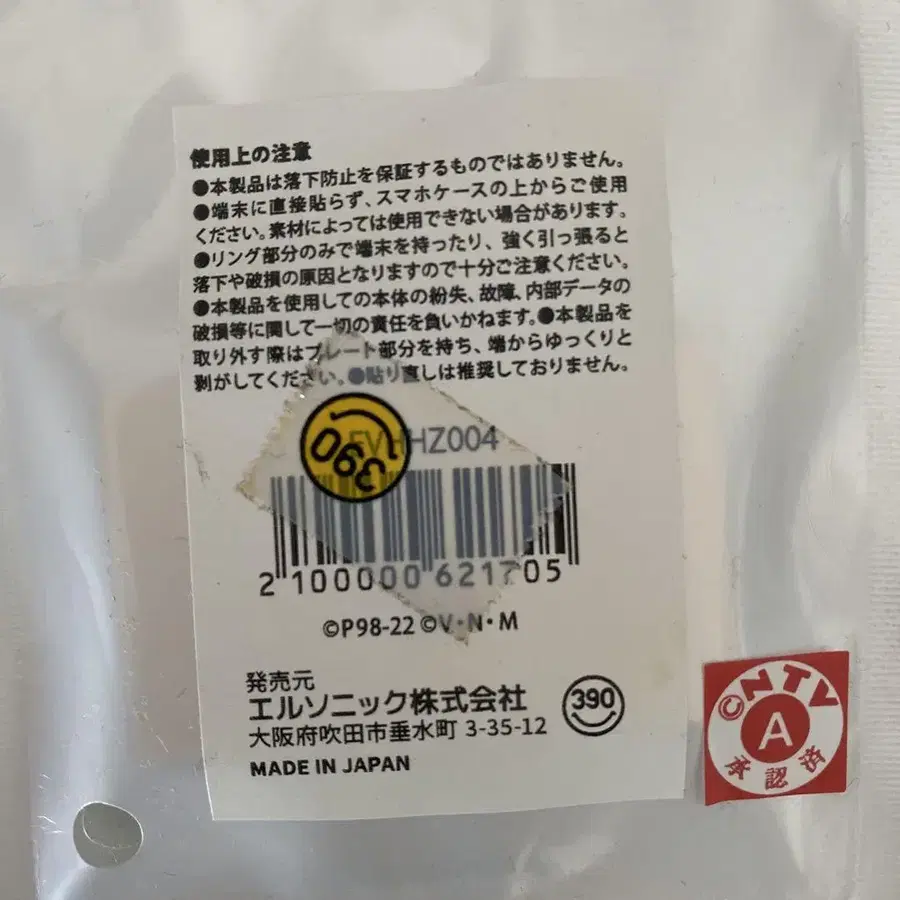 使用上の注意
●本製品は落下防止を保証するものではありません。
●端末に直接貼らず、スマホケースの上からご使用
ください。素材によっては使用できない場合があります。
●リング部分のみで端末を持ったり、強く引っ張ると
落下や破損の原因となりますので十分ご注意ください。
●本製品を使用しての本体の紛失、故障、内部データの
破損等に関して一切の責任を負いかねます。●本製品を
取り外す際はプレート部分を持ち、端からゆっくりと
剥がしてください。●貼り直しは推奨しておりません。
390
HZ004
2 100000 621705
©P98-22 ©V・N・M
発売元
エルソニック株式会社
390
大阪府吹田市垂水町 3-35-12
MADE IN JAPAN
©NTV
A
承認済